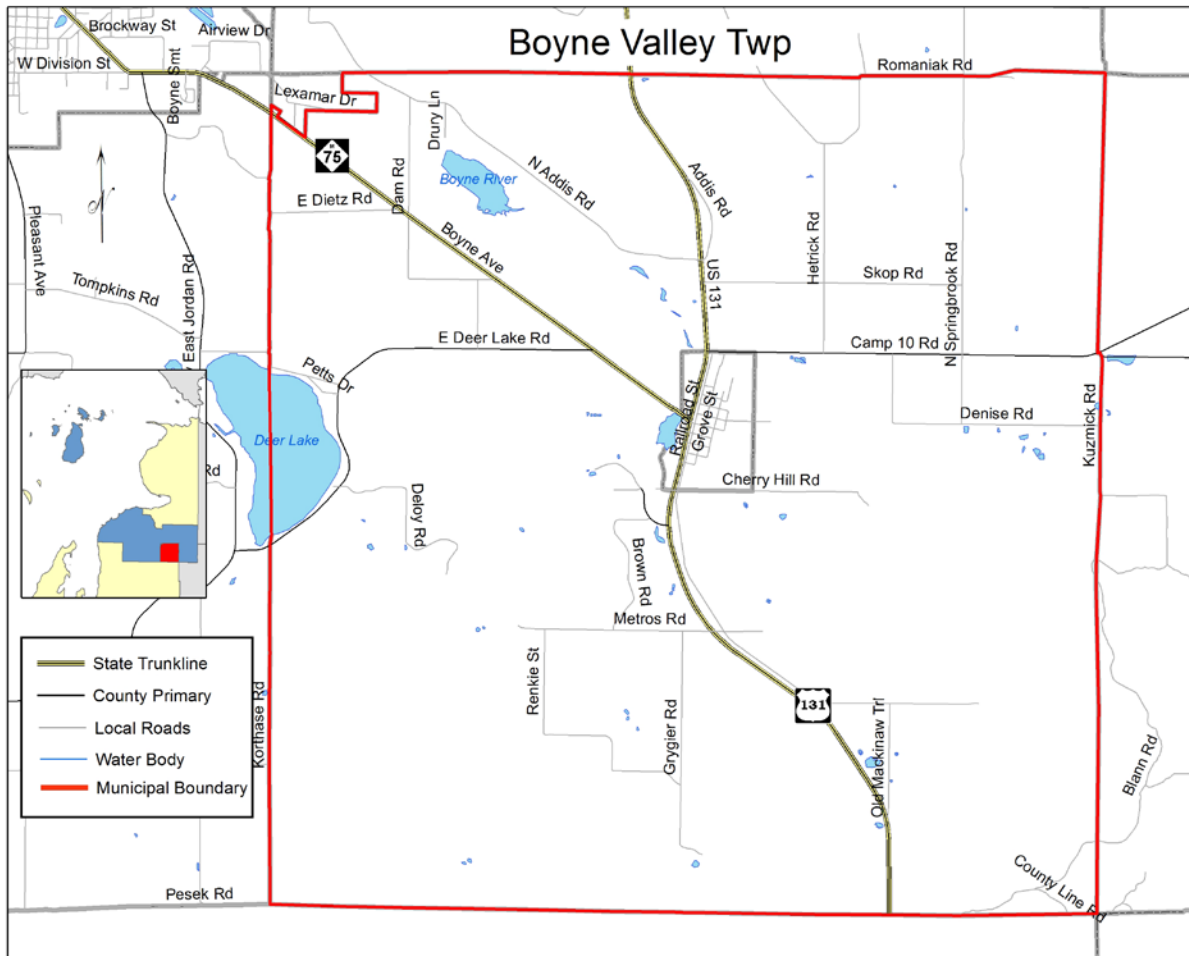 Boyne Valley Twp
Brockway St
Airview Dr
W Division St
Boyne Smt
Romaniak Rd
Lexamar Dr
M
75
Drury Ln
Dam Rd
Boyne River
N Addis Rd
Addis Rd
N
E Dietz Rd
Pleasant Ave
Boyne Ave
Hetrick Rd
N Springbrook Rd
US 131
Skop Rd
Tompkins Rd
East Jordan Rd
E Deer Lake Rd
Camp 10 Rd
Petts Dr
Railroad St
Grove St
Denise Rd
Kuzmick Rd
Deer Lake
Rd
Cherry Hill Rd
Deloy Rd
Brown Rd
Metros Rd
State Trunkline
County Primary
Local Roads
Water Body
Municipal Boundary
Korthase Rd
Renkie St
Grygier Rd
131
Old Mackinaw Trl
Blann Rd
County Line Rd
Pesek Rd